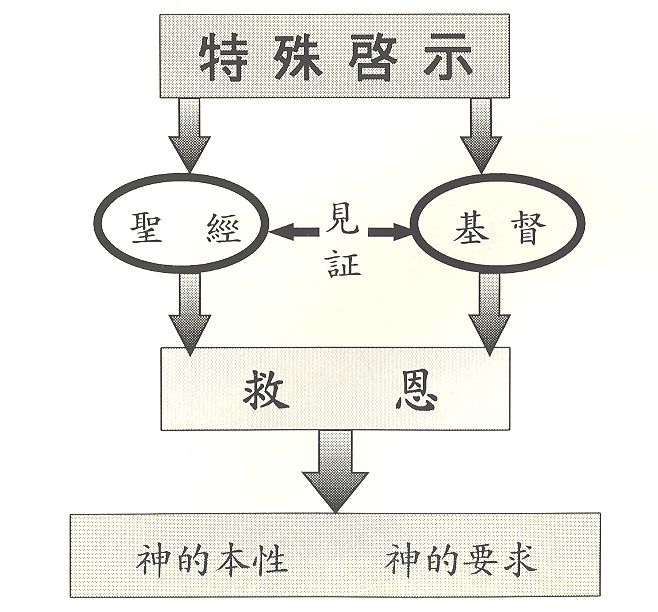 特殊啓示
聖經
見証
基督
救恩
神的本性 神的要求